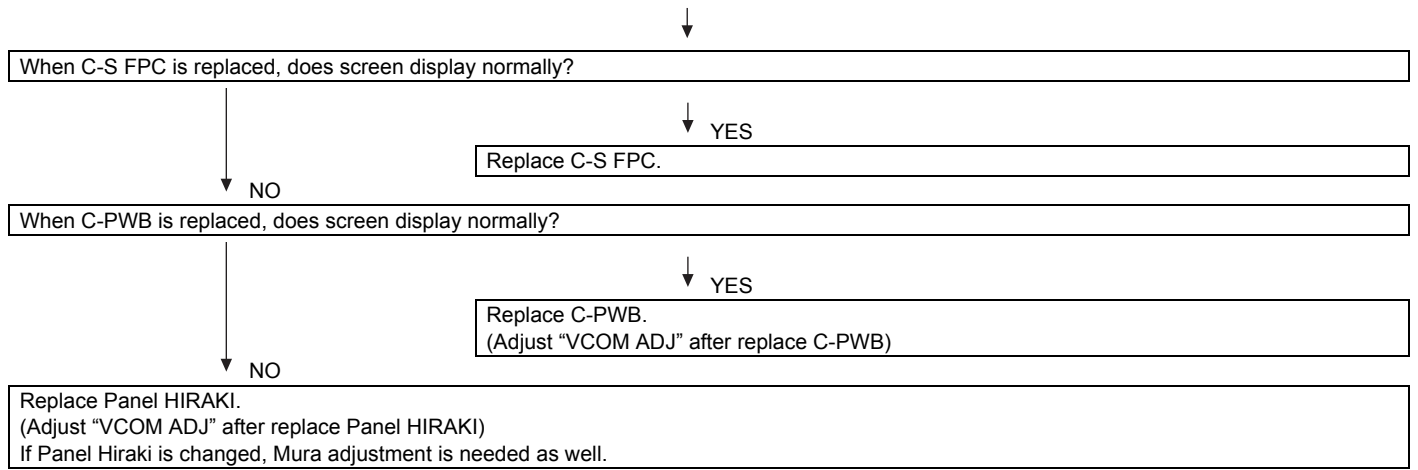 When C-S FPC is replaced, does screen display normally?
YES
Replace C-S FPC.
NO
When C-PWB is replaced, does screen display normally?
YES
Replace C-PWB.
(Adjust “VCOM ADJ” after replace C-PWB)
NO
Replace Panel HIRAKI.
(Adjust “VCOM ADJ” after replace Panel HIRAKI)
If Panel Hiraki is changed, Mura adjustment is needed as well.